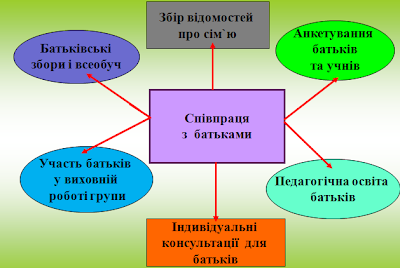 Збір відомостей
про сім`ю
Батьківські
збори і всеобуч
Анкетування
батьків
та учнів
Співпраця
з батьками
Участь батьків
у виховній
роботі групи
Педагогічна освіта
батьків
Індивідуальні
консультації для
батьків